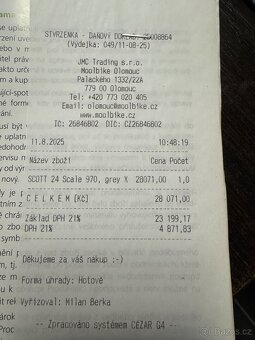 STVRZENKA - DAŇOVÝ DOKLAD 25008864
(Výdejka: 049/11-08-25)
JMC Trading s.r.o.
Moolbike Olomouc
Palackého 1332/22A
779 00 Olomouc
Tel: +420 773 020 405
Email: olomouc@moolbike.cz
www.moolbike.cz
IČ: 26846802 DIČ: CZ26846802
11.8.2025 10:48:19
Název zboží Cena Počet
SCOTT 24 Scale 970, grey X 28071,00 1,0
C E L K E M [Kč] 28 071,00
Základ DPH 21% 23 199,17
DPH 21% 4 871,83
Děkujeme za váš nákup :-)
Forma úhrady: Hotově
Vyřizoval: Milan Berka
-- Zpracováno systémem CÉZAR G4 --